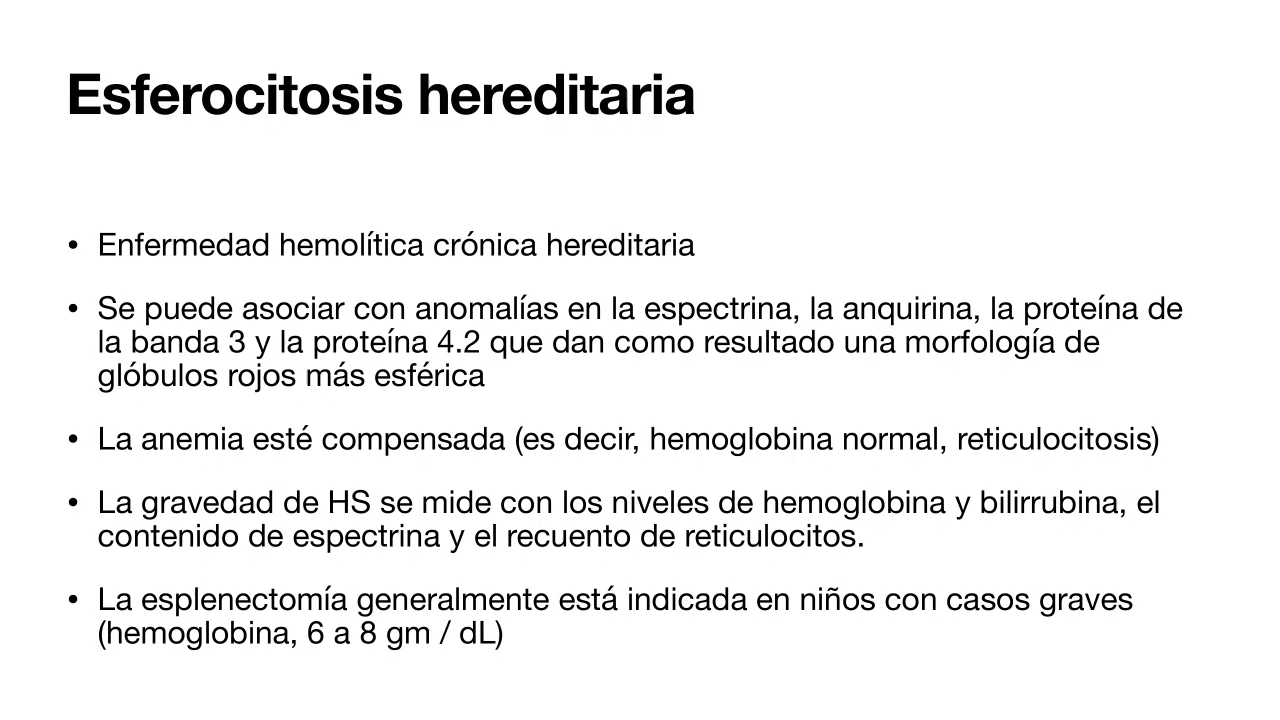 Esferocitosis hereditaria
• Enfermedad hemolítica crónica hereditaria
• Se puede asociar con anomalías en la espectrina, la anquirina, la proteína de
la banda 3 y la proteína 4.2 que dan como resultado una morfología de
glóbulos rojos más esférica
• La anemia esté compensada (es decir, hemoglobina normal, reticulocitosis)
• La gravedad de HS se mide con los niveles de hemoglobina y bilirrubina, el
contenido de espectrina y el recuento de reticulocitos.
• La esplenectomía generalmente está indicada en niños con casos graves
(hemoglobina, 6 a 8 gm / dL)